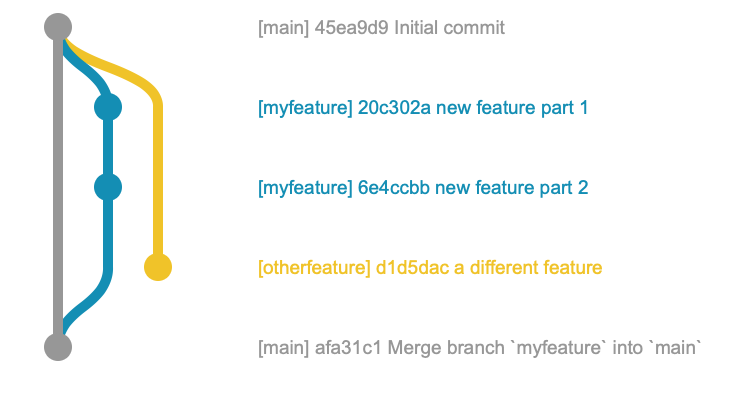 [main] 45ea9d9 Initial commit
[myfeature] 20c302a new feature part 1
[myfeature] 6e4ccbb new feature part 2
[otherfeature] d1d5dac a different feature
[main] afa31c1 Merge branch `myfeature` into `main`